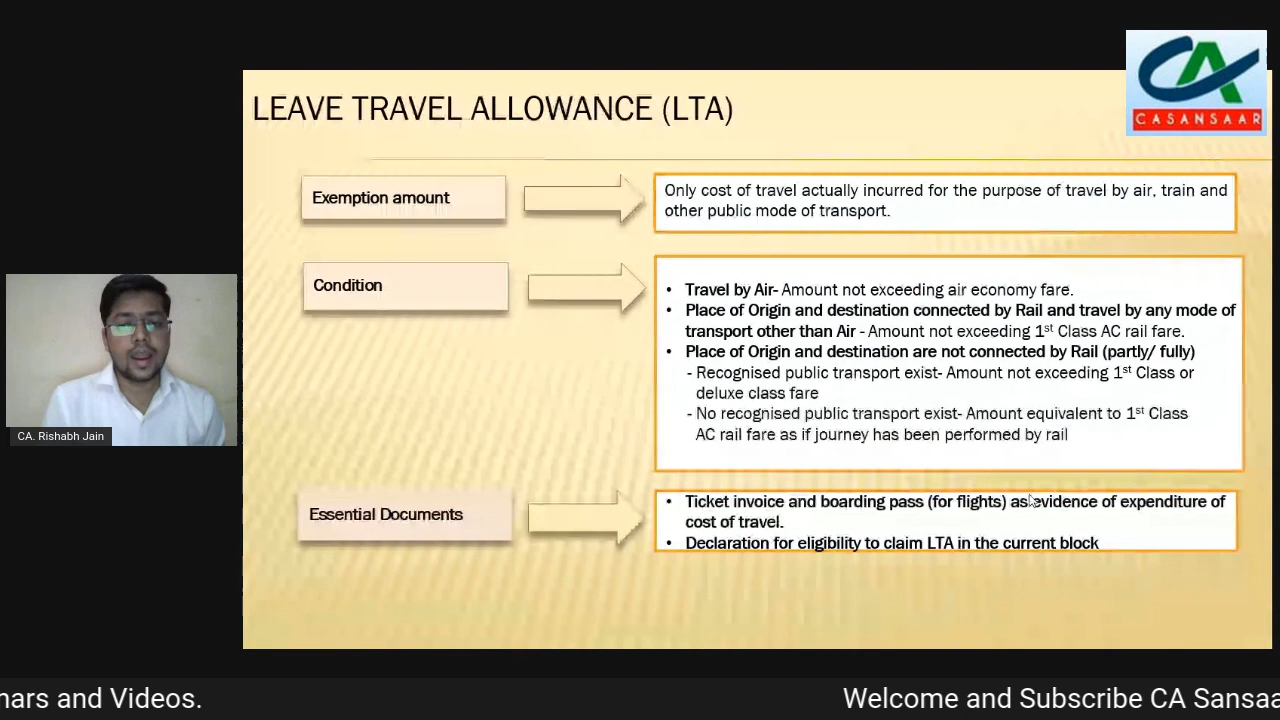 LEAVE TRAVEL ALLOWANCE (LTA)
CA
CASANSAAR
Exemption amount
Only cost of travel actually incurred for the purpose of travel by air, train and
other public mode of transport.
Condition
• Travel by Air- Amount not exceeding air economy fare.
• Place of Origin and destination connected by Rail and travel by any mode of
transport other than Air - Amount not exceeding 1st Class AC rail fare.
• Place of Origin and destination are not connected by Rail (partly/ fully)
- Recognised public transport exist- Amount not exceeding 1st Class or
deluxe class fare
- No recognised public transport exist- Amount equivalent to 1st Class
AC rail fare as if journey has been performed by rail
CA. Rishabh Jain
Essential Documents
• Ticket invoice and boarding pass (for flights) as evidence of expenditure of
cost of travel.
• Declaration for eligibility to claim LTA in the current block
and Videos.
Welcome and Subscribe CA